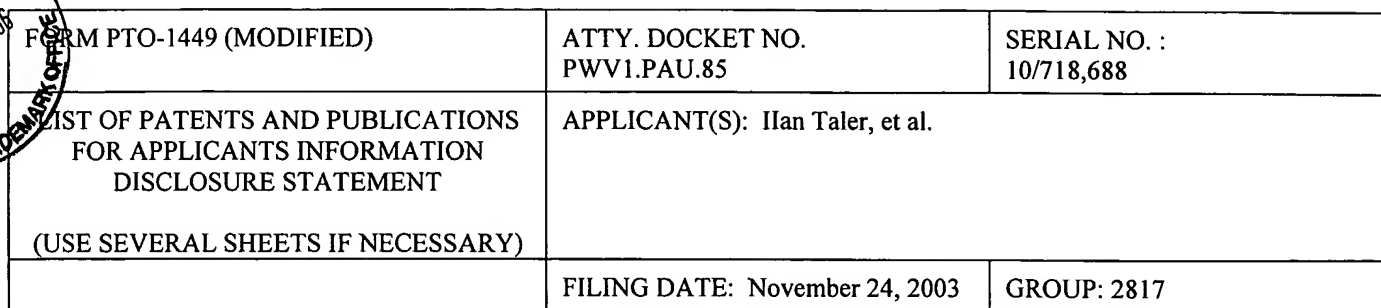 FORM PTO-1449 (MODIFIED)
ATTY. DOCKET NO.
PWV1.PAU.85
SERIAL NO. :
10/718,688
LIST OF PATENTS AND PUBLICATIONS
FOR APPLICANTS INFORMATION
DISCLOSURE STATEMENT
(USE SEVERAL SHEETS IF NECESSARY)
APPLICANT(S): IIan Taler, et al.
FILING DATE: November 24, 2003
GROUP: 2817